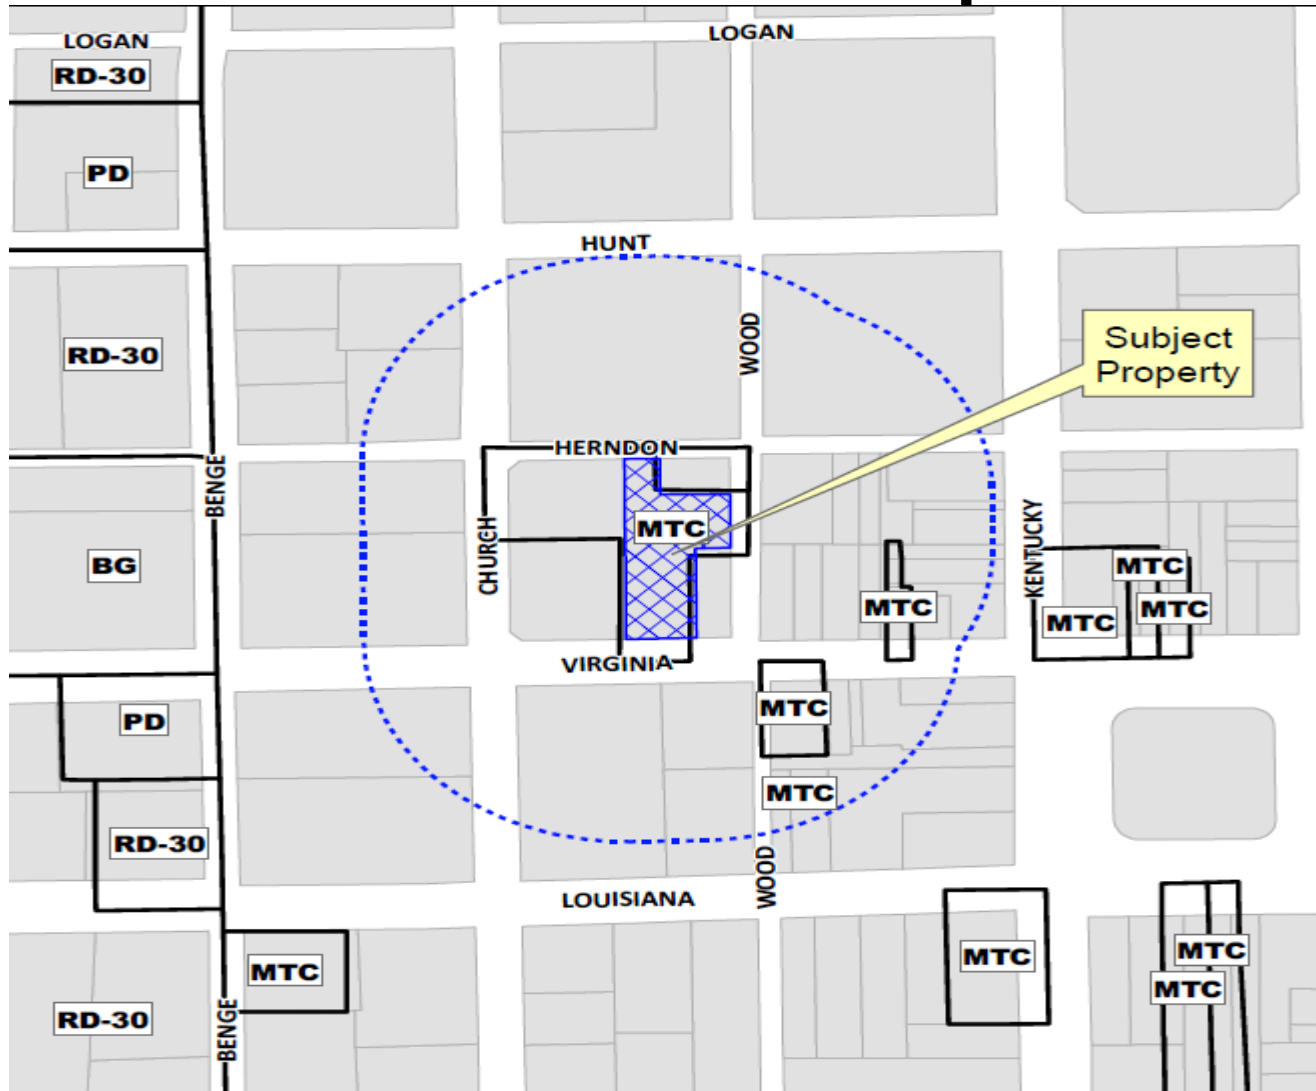 LOGAN
LOGAN
RD-30
PD
HUNT
WOOD
Subject
Property
RD-30
HERNDON
BENGE
CHURCH
MTC
KENTUCKY
BG
MTC
MTC
MTC
MTC
VIRGINIA
PD
MTC
MTC
RD-30
WOOD
LOUISIANA
MTC
MTC
MTC
MTC
RD-30
BENGE